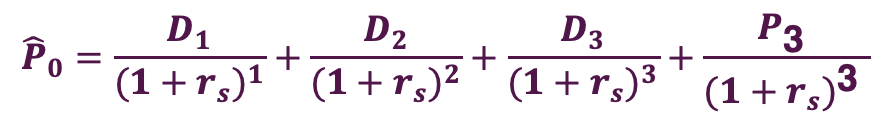 P̂₀ = D₁/(1 + rₛ)¹ + D₂/(1 + rₛ)² + D₃/(1 + rₛ)³ + P₃/(1 + rₛ)³